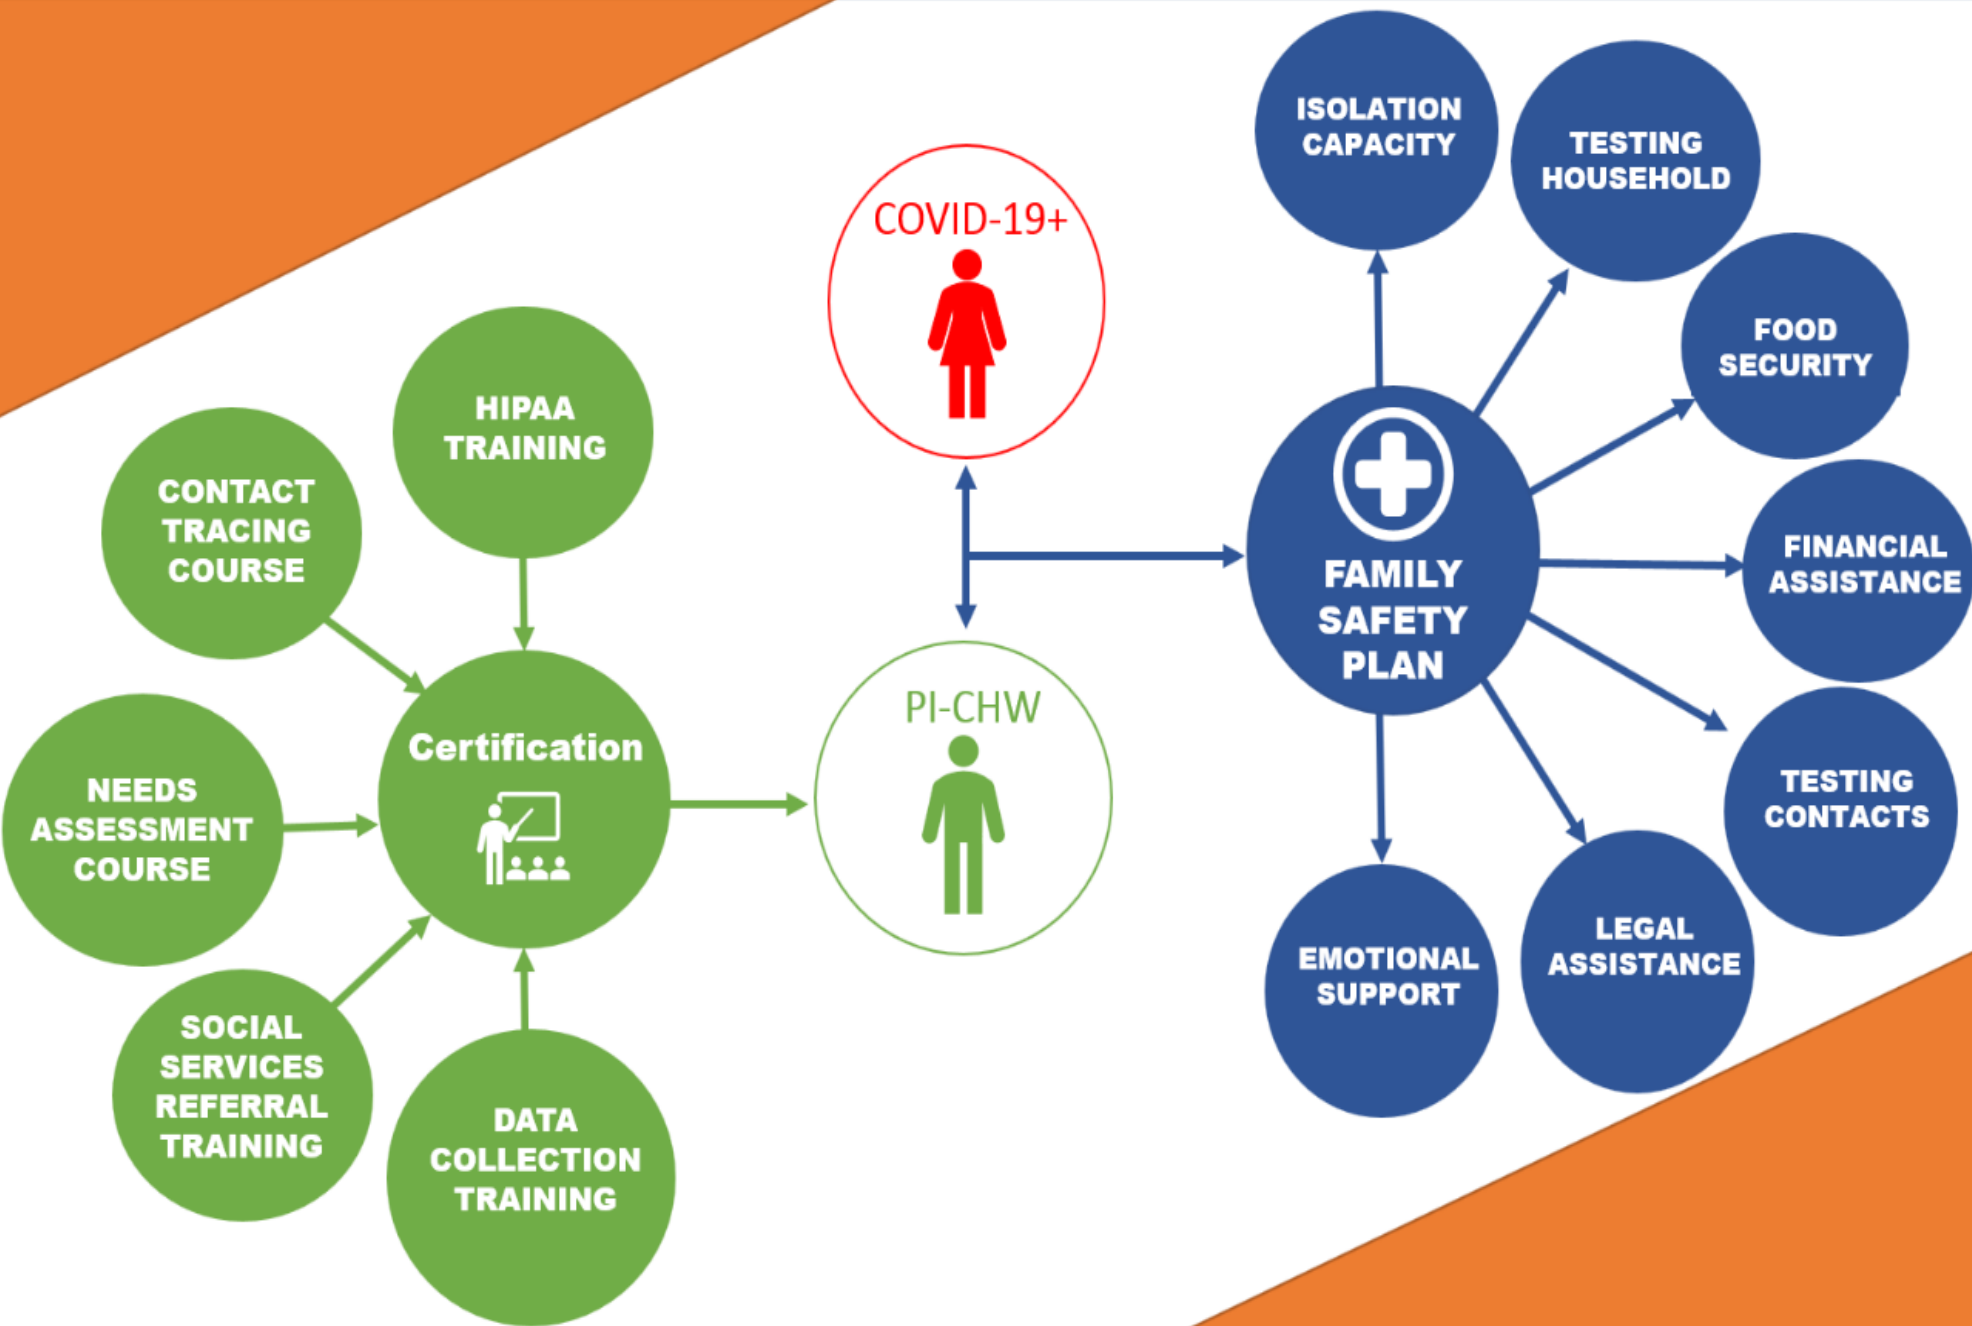 HIPAA
TRAINING
CONTACT
TRACING
COURSE
NEEDS
ASSESSMENT
COURSE
SOCIAL
SERVICES
REFERRAL
TRAINING
DATA
COLLECTION
TRAINING
Certification
COVID-19+
PI-CHW
FAMILY
SAFETY
PLAN
ISOLATION
CAPACITY
TESTING
HOUSEHOLD
FOOD
SECURITY
FINANCIAL
ASSISTANCE
TESTING
CONTACTS
LEGAL
ASSISTANCE
EMOTIONAL
SUPPORT